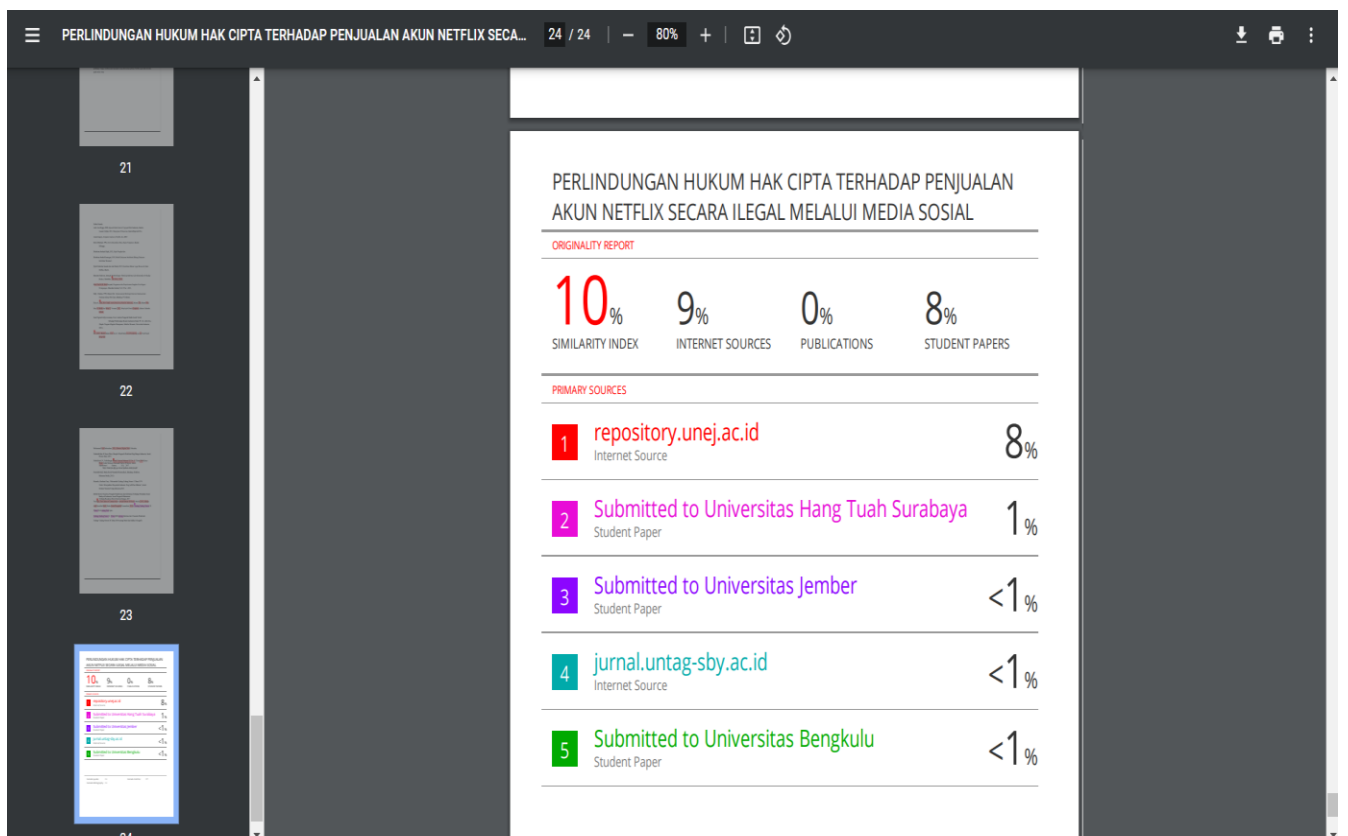 PERLINDUNGAN HUKUM HAK CIPTA TERHADAP PENJUALAN AKUN NETFLIX SECA... 24 / 24 80%
21
22
23
24
PERLINDUNGAN HUKUM HAK CIPTA TERHADAP PENJUALAN
AKUN NETFLIX SECARA ILEGAL MELALUI MEDIA SOSIAL
ORIGINALITY REPORT
10% 9% 0% 8%
SIMILARITY INDEX INTERNET SOURCES PUBLICATIONS STUDENT PAPERS
PRIMARY SOURCES
1 repository.unej.ac.id 8%
Internet Source
2 Submitted to Universitas Hang Tuah Surabaya 1%
Student Paper
3 Submitted to Universitas Jember <1%
Student Paper
4 jurnal.untag-sby.ac.id <1%
Internet Source
5 Submitted to Universitas Bengkulu <1%
Student Paper